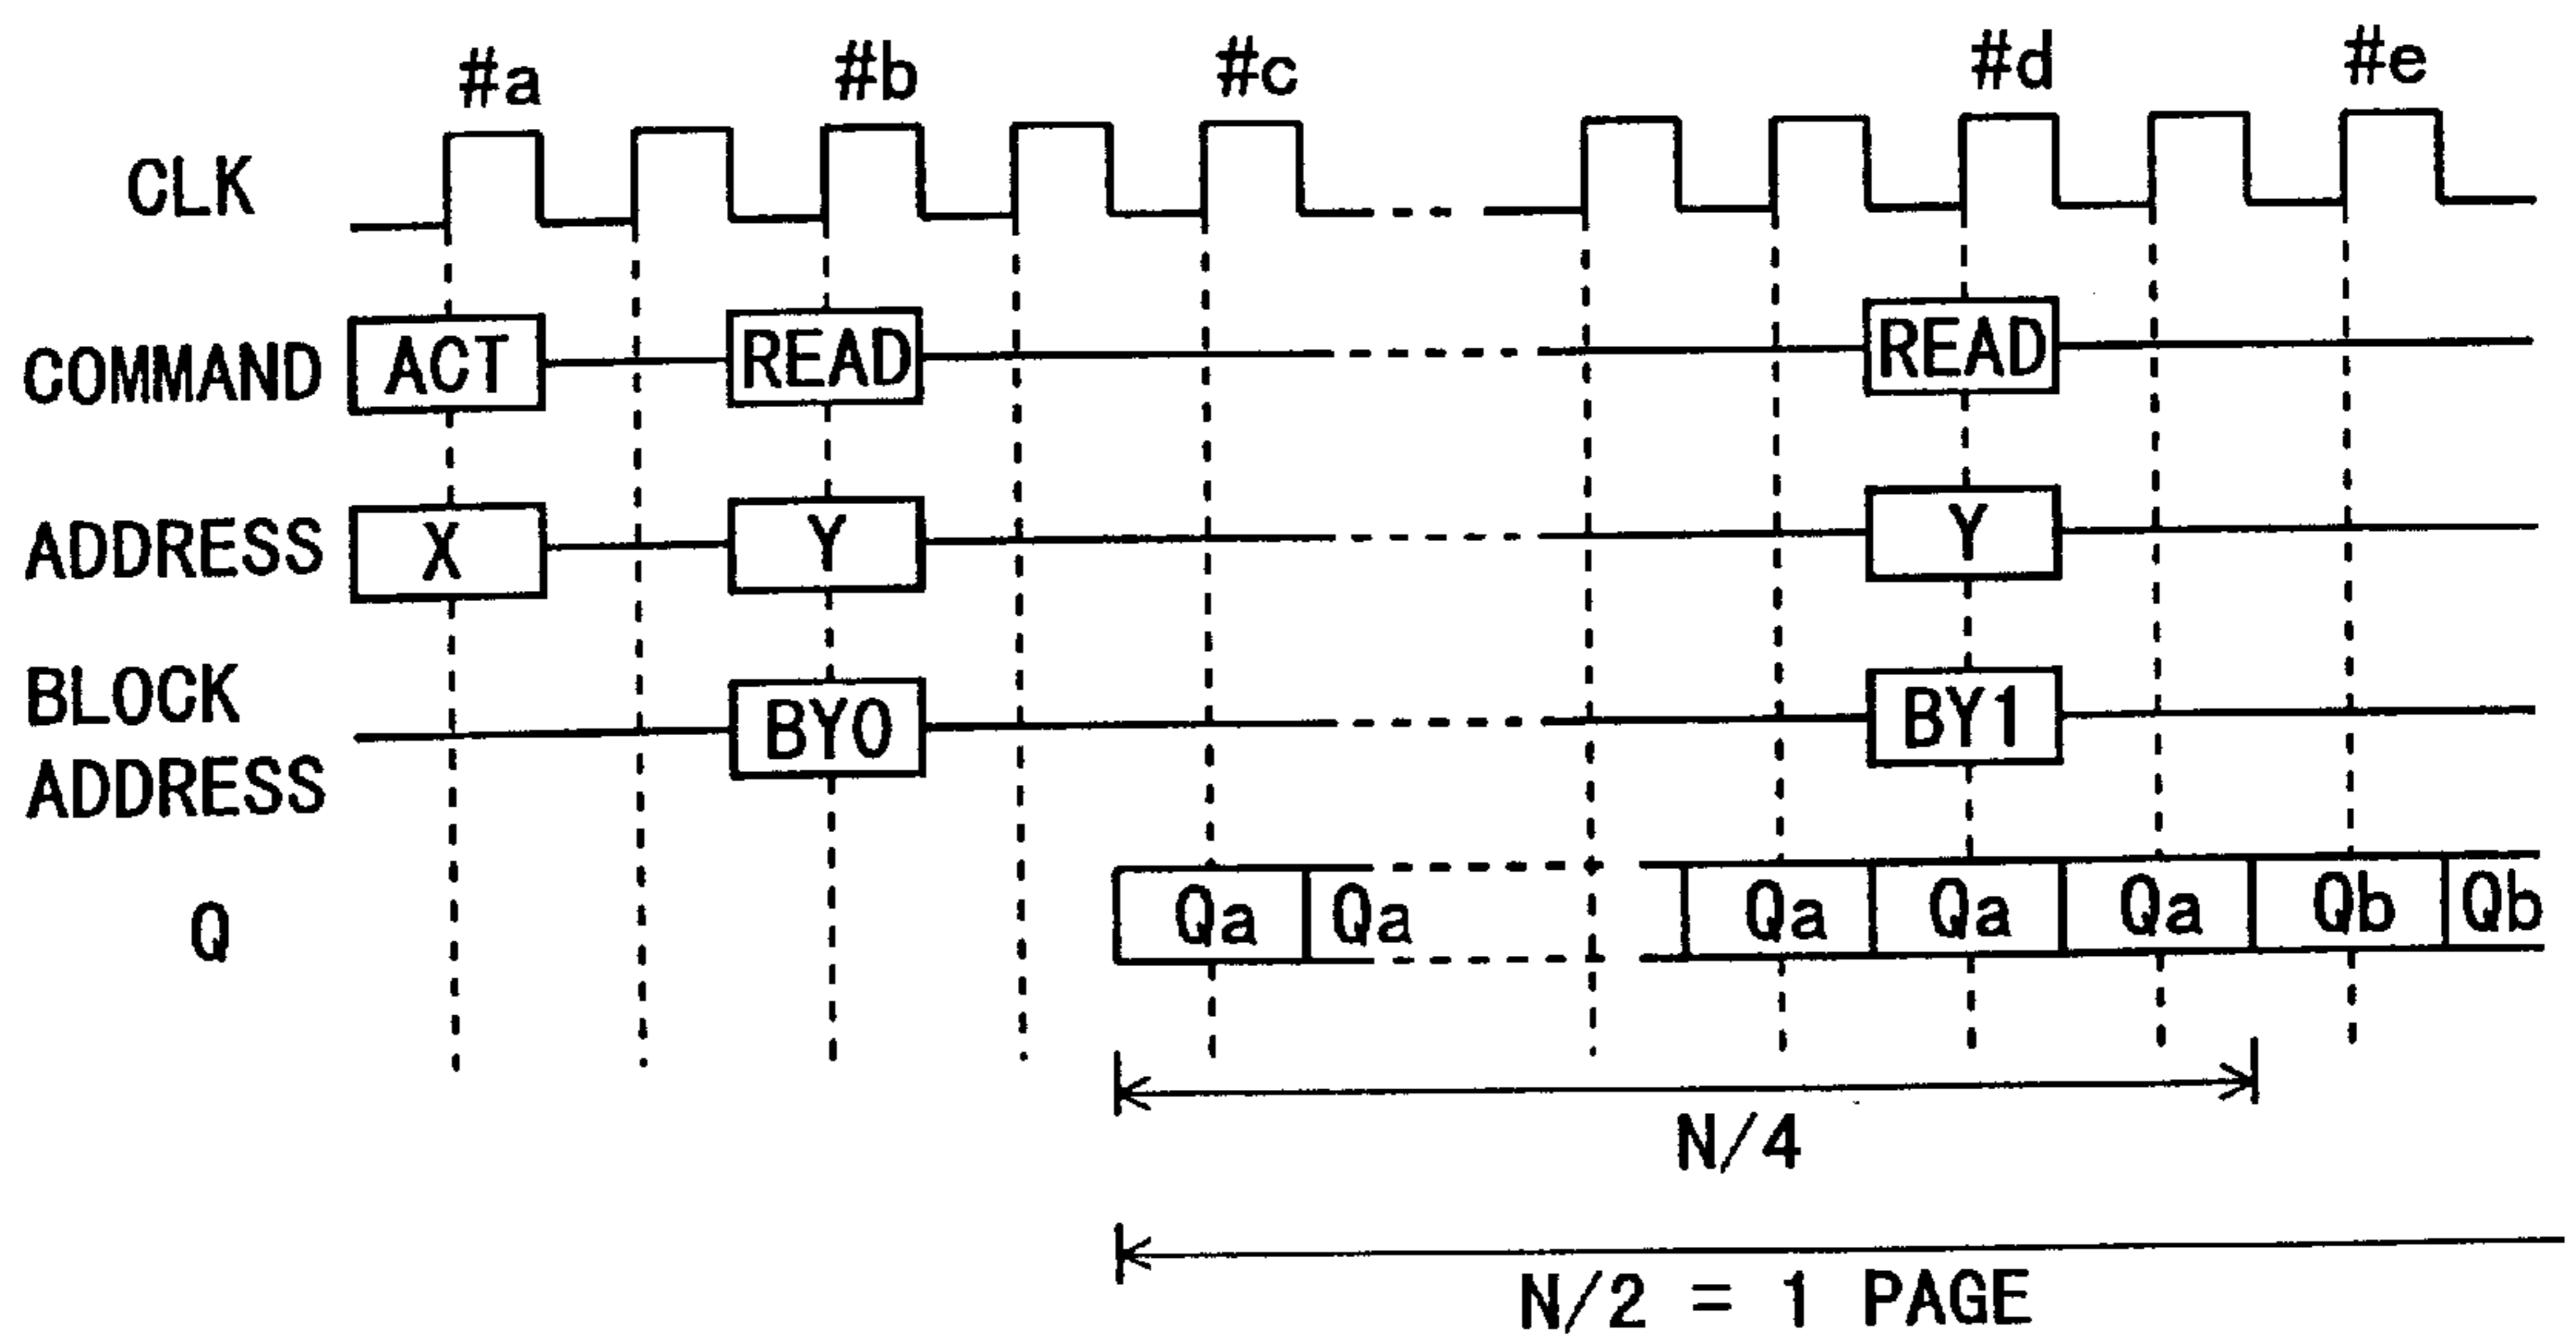 #a #b #c #d #e
CLK
COMMAND ACT READ READ
ADDRESS X Y Y
BLOCK
ADDRESS BY0 BY1
Q Qa Qa Qa Qa Qa Qb Qb
N/4
N/2 = 1 PAGE